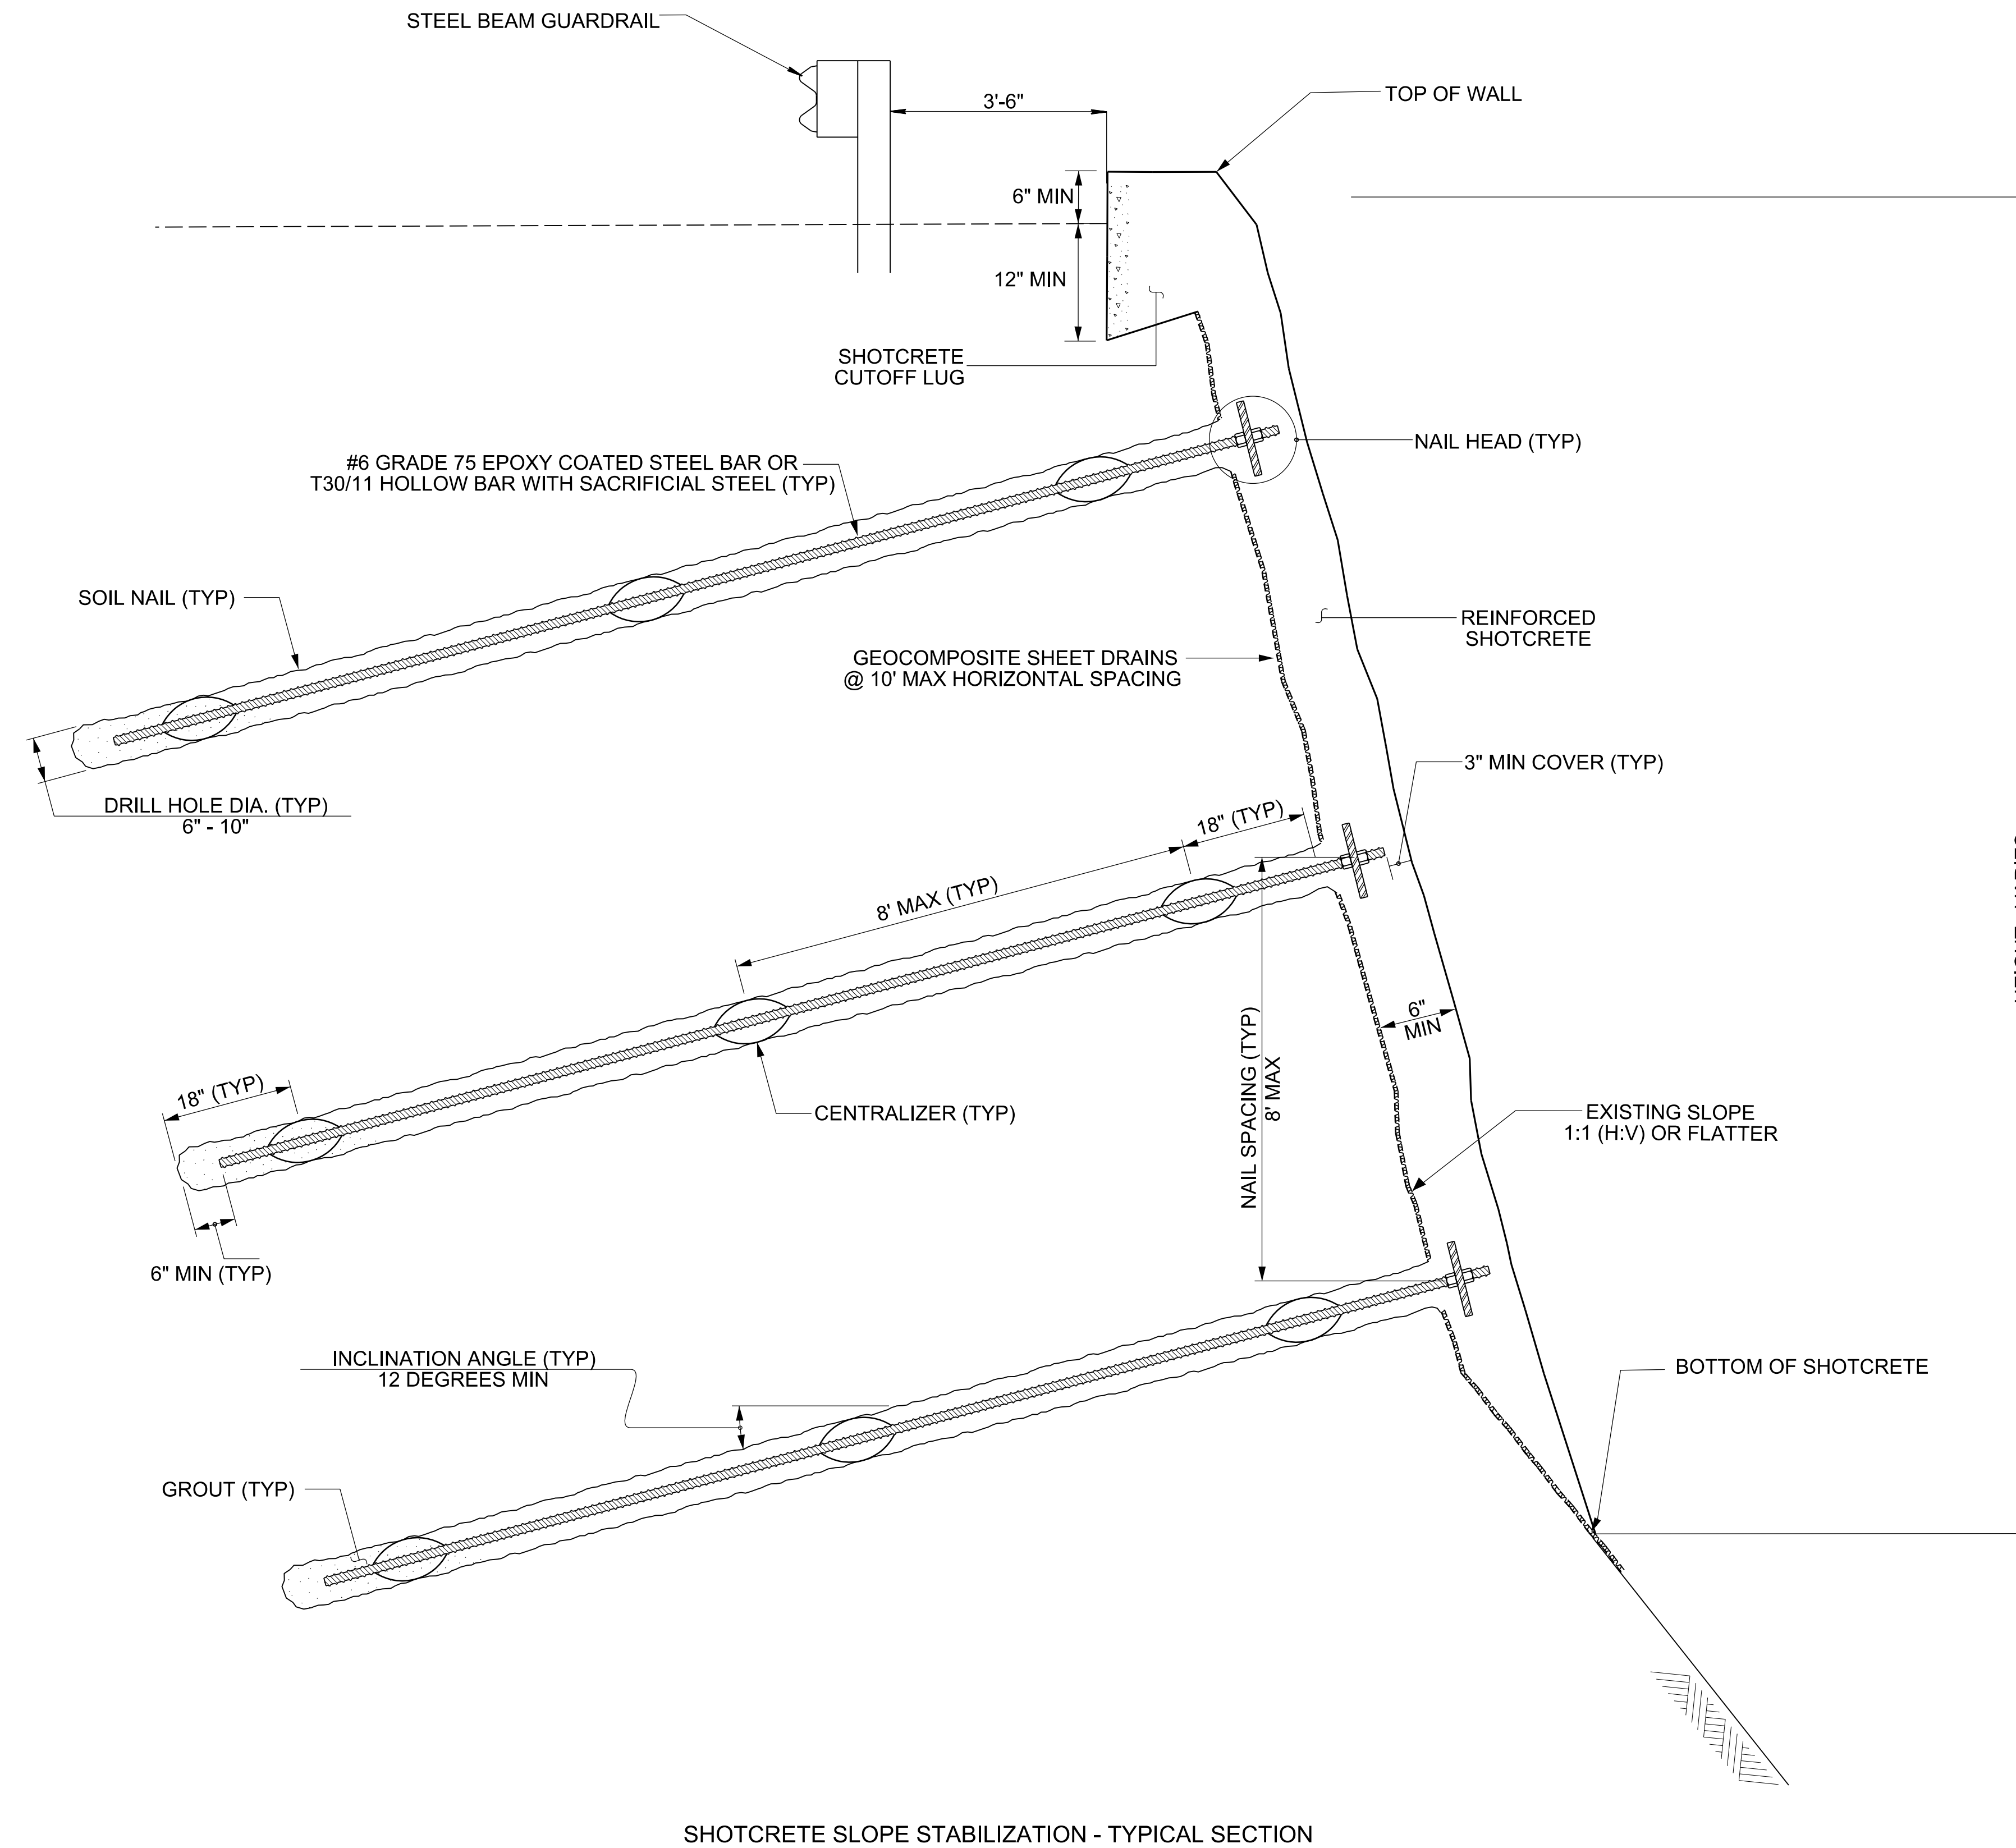 STEEL BEAM GUARDRAIL
3'-6"
TOP OF WALL
6" MIN
12" MIN
SHOTCRETE
CUTOFF LUG
NAIL HEAD (TYP)
#6 GRADE 75 EPOXY COATED STEEL BAR OR
T30/11 HOLLOW BAR WITH SACRIFICIAL STEEL (TYP)
SOIL NAIL (TYP)
REINFORCED
SHOTCRETE
GEOCOMPOSITE SHEET DRAINS
@ 10' MAX HORIZONTAL SPACING
3" MIN COVER (TYP)
DRILL HOLE DIA. (TYP)
6" - 10"
18" (TYP)
8' MAX (TYP)
6"
MIN
NAIL SPACING (TYP)
8' MAX
18" (TYP)
CENTRALIZER (TYP)
EXISTING SLOPE
1:1 (H:V) OR FLATTER
6" MIN (TYP)
INCLINATION ANGLE (TYP)
12 DEGREES MIN
BOTTOM OF SHOTCRETE
GROUT (TYP)
SHOTCRETE SLOPE STABILIZATION - TYPICAL SECTION